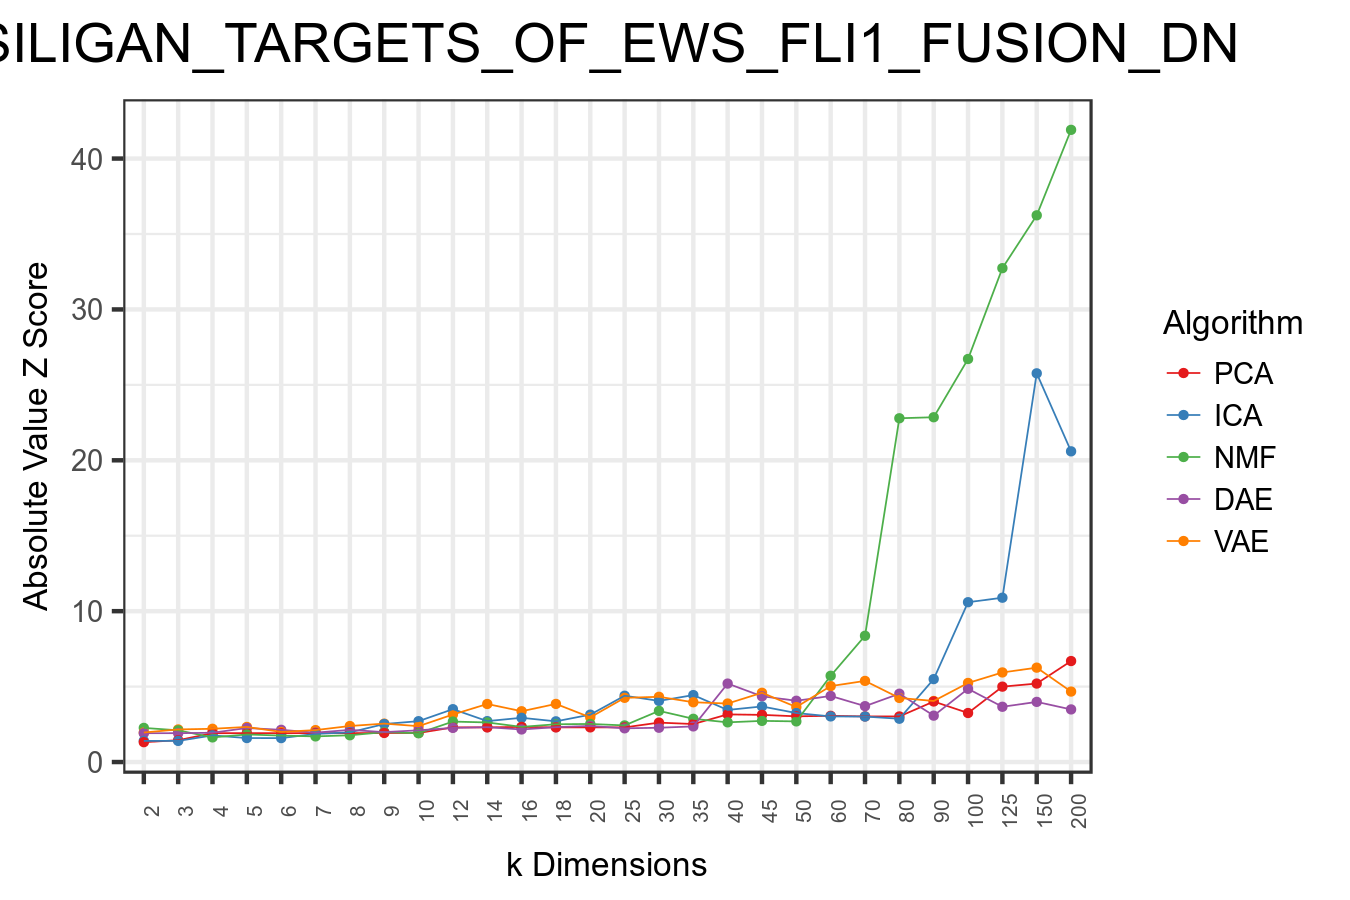 SILIGAN_TARGETS_OF_EWS_FLI1_FUSION_DN
40
30
20
10
0
Absolute Value Z Score
2 3 4 5 6 7 8 9 10 12 14 16 18 20 25 30 35 40 45 50 60 70 80 90 100 125 150 200
k Dimensions
Algorithm
PCA
ICA
NMF
DAE
VAE